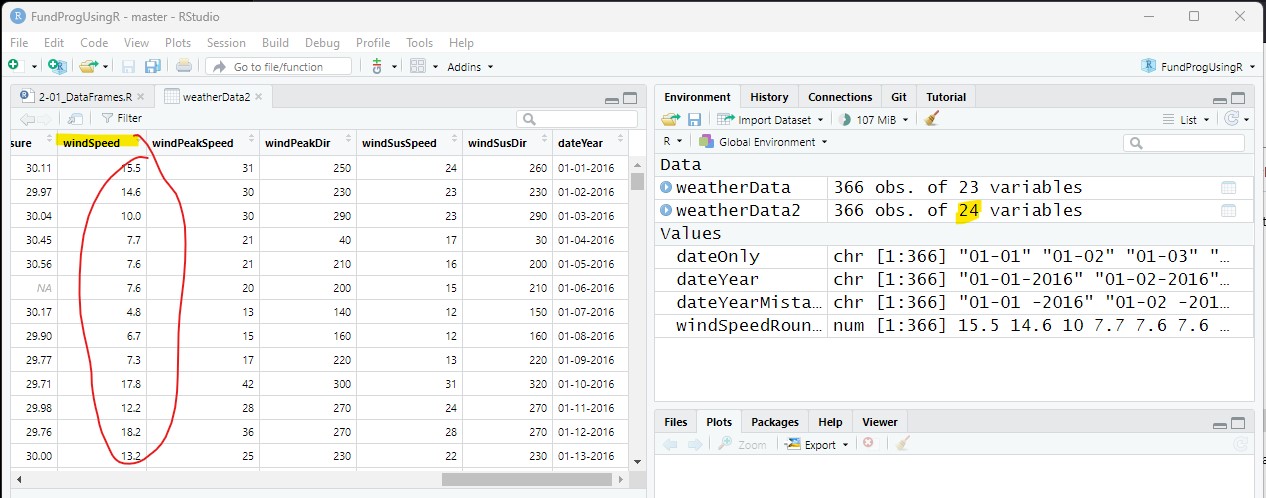 FundProgUsingR - master - RStudio
File Edit Code View Plots Session Build Debug Profile Tools Help
Go to file/function Addins FundProgUsingR
2-01_DataFrames.R weatherData2
Filter
sure windSpeed windPeakSpeed windPeakDir windSusSpeed windSusDir dateYear
30.11 15.5 31 250 24 260 01-01-2016
29.97 14.6 30 230 23 230 01-02-2016
30.04 10.0 30 290 23 290 01-03-2016
30.45 7.7 21 40 17 30 01-04-2016
30.56 7.6 21 210 16 200 01-05-2016
NA 7.6 20 200 15 210 01-06-2016
30.17 4.8 13 140 12 150 01-07-2016
29.90 6.7 15 160 12 160 01-08-2016
29.77 7.3 17 220 13 220 01-09-2016
29.71 17.8 42 300 31 320 01-10-2016
29.98 12.2 28 270 24 270 01-11-2016
29.76 18.2 36 270 28 270 01-12-2016
30.00 13.2 25 230 22 230 01-13-2016
Environment History Connections Git Tutorial
Import Dataset 107 MiB List
R Global Environment
Data
weatherData 366 obs. of 23 variables
weatherData2 366 obs. of 24 variables
Values
dateOnly chr [1:366] "01-01" "01-02" "01-03" "…
dateYear chr [1:366] "01-01-2016" "01-02-2016"…
dateYearMista… chr [1:366] "01-01 -2016" "01-02 -201…
windSpeedRoun… num [1:366] 15.5 14.6 10 7.7 7.6 7.6 …
Files Plots Packages Help Viewer
Zoom Export